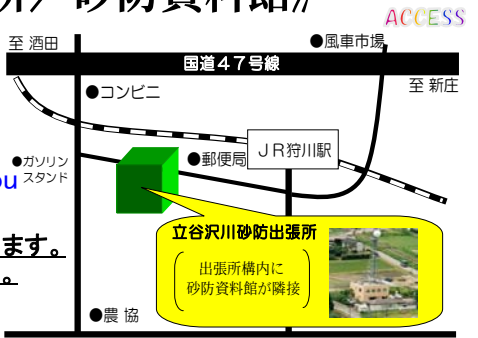 砂防資料館
ACCESS
至 酒田
●風車市場
国道47号線
至 新庄
●コンビニ
●ガソリン
スタンド
●郵便局
JR狩川駅
ou
ます。
。
立谷沢川砂防出張所
出張所構内に
砂防資料館が隣接
●農 協